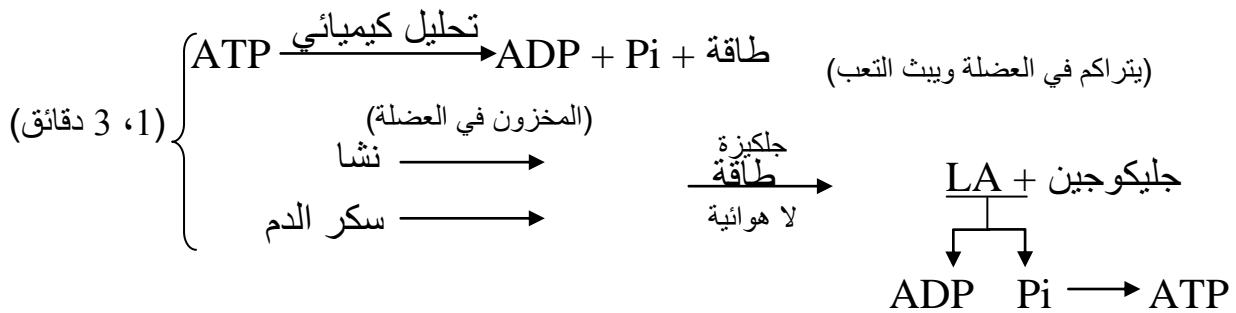 ATP تحليل كيميائي ADP + Pi + طاقة
(يتراكم في العضلة ويبث التعب)
(1، 3 دقائق)
(المخزون في العضلة)
نشا
جلكيزة
طاقة
لا هوائية
LA + جليكوجين
سكر الدم
ADP Pi ATP